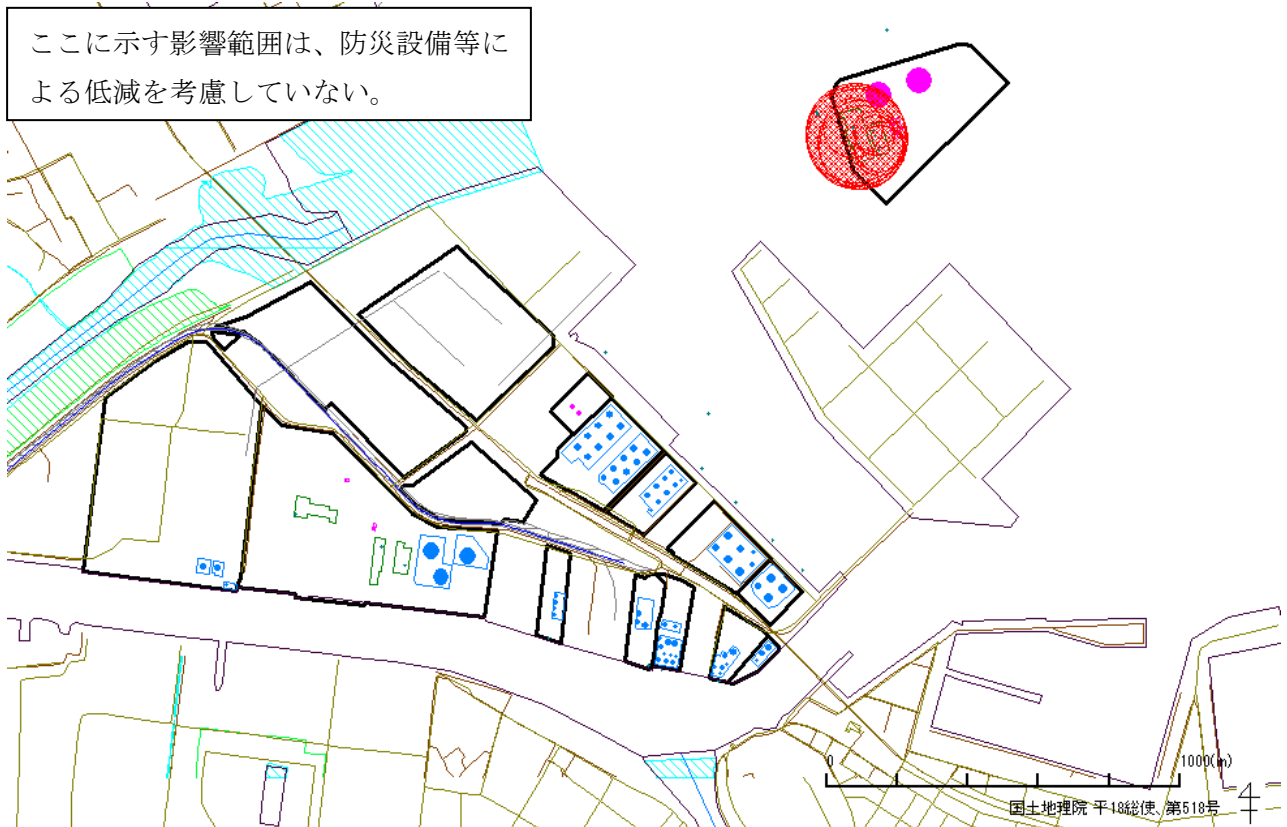 ここに示す影響範囲は、防災設備等に
よる低減を考慮していない。
0 1000(m)
国土地理院 平18総使、第518号